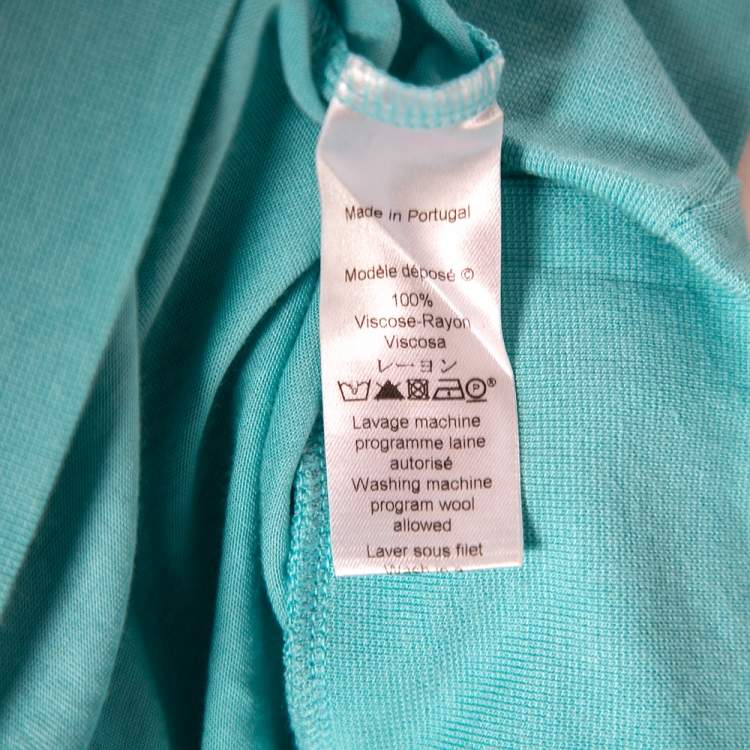 Made in Portugal
Modèle déposé ©
100%
Viscose-Rayon
Viscosa
レーヨン
P ®
Lavage machine
programme laine
autorisé
Washing machine
program wool
allowed
Laver sous filet